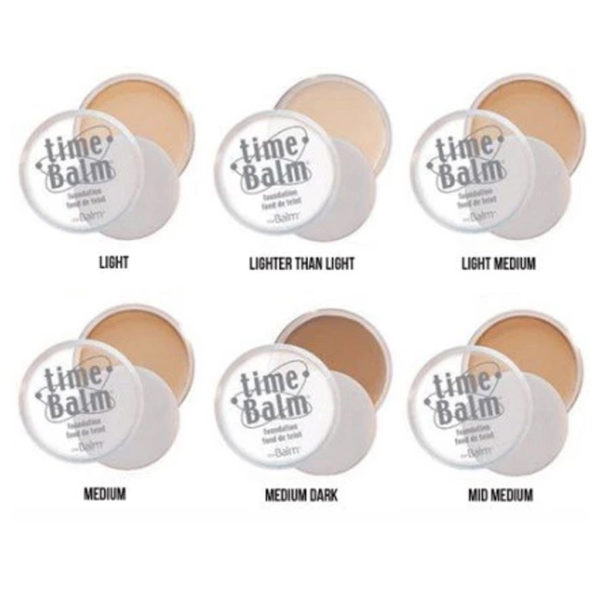 time
Balm
foundation
fond de teint
theBalm
LIGHT
time
Balm
foundation
fond de teint
theBalm
LIGHTER THAN LIGHT
time
Balm
foundation
fond de teint
theBalm
LIGHT MEDIUM
time
Balm
foundation
fond de teint
theBalm
MEDIUM
time
Balm
foundation
fond de teint
theBalm
MEDIUM DARK
time
Balm
foundation
fond de teint
theBalm
MID MEDIUM